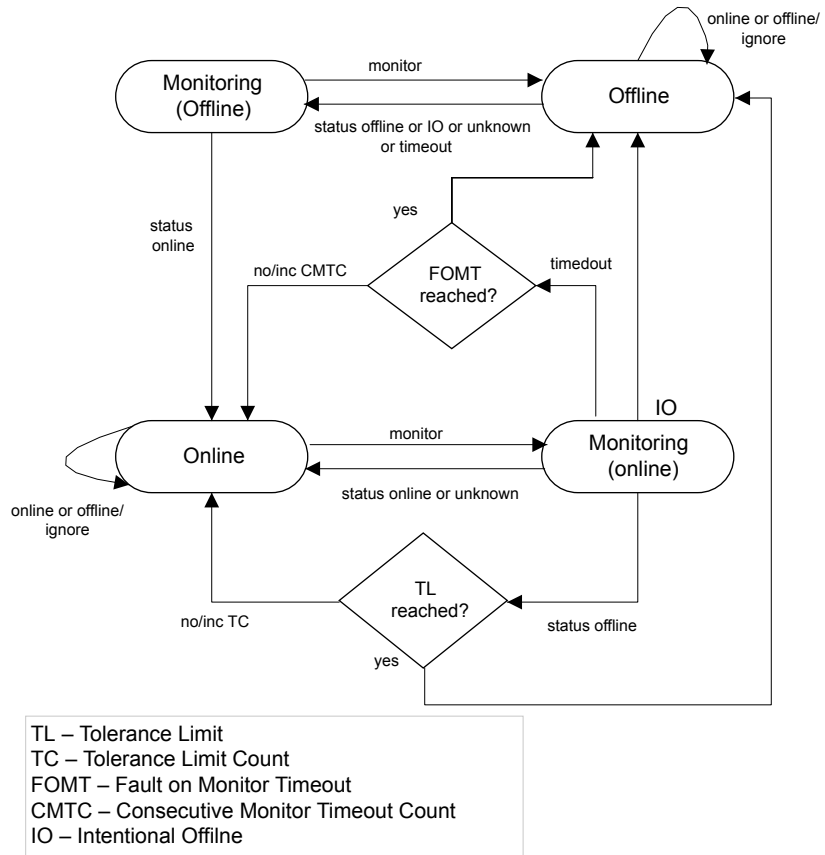 online or offline/
ignore
Monitoring
(Offline)
monitor
Offline
status offline or IO or unknown
or timeout
status
online
yes
no/inc CMTC
FOMT
reached?
timedout
IO
Online
monitor
Monitoring
(online)
status online or unknown
online or offline/
ignore
TL
reached?
no/inc TC
status offline
yes
TL – Tolerance Limit
TC – Tolerance Limit Count
FOMT – Fault on Monitor Timeout
CMTC – Consecutive Monitor Timeout Count
IO – Intentional Offilne